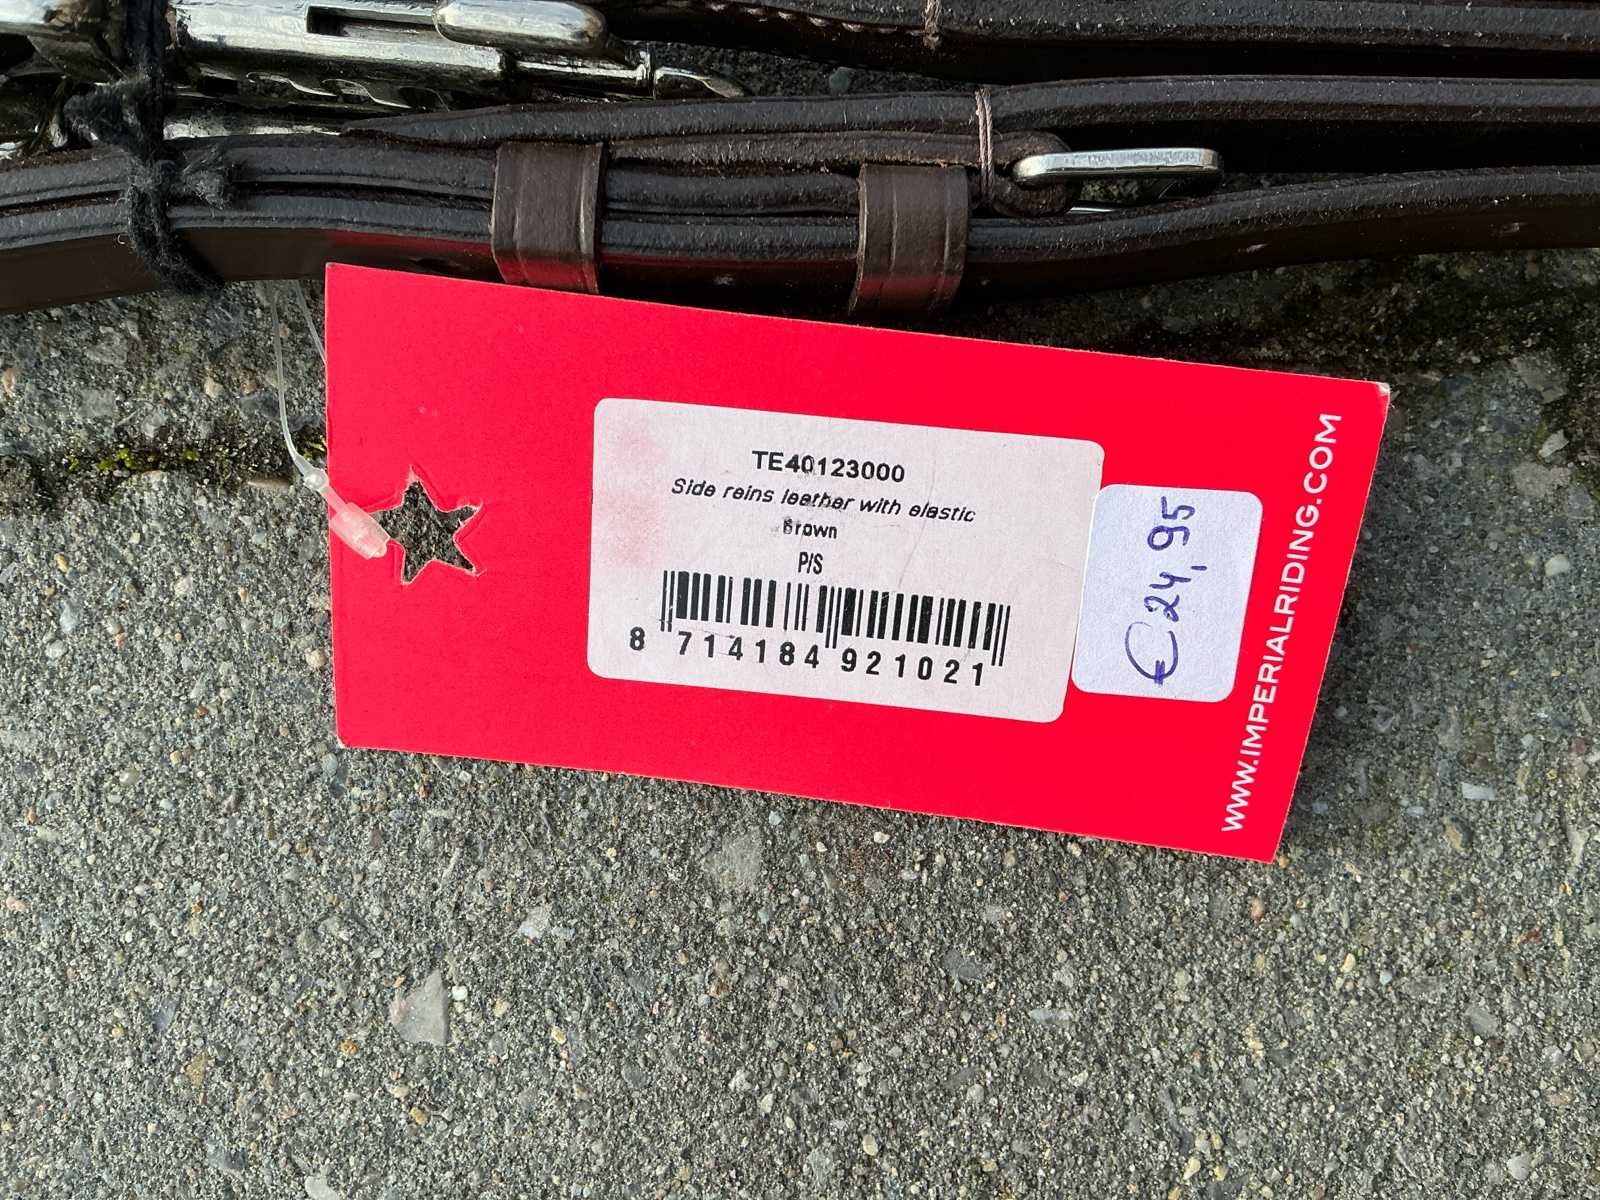 TE40123000
Side reins leather with elastic
Brown
P/S
8 714184 921021
€24,95
WWW.IMPERIALRIDING.COM